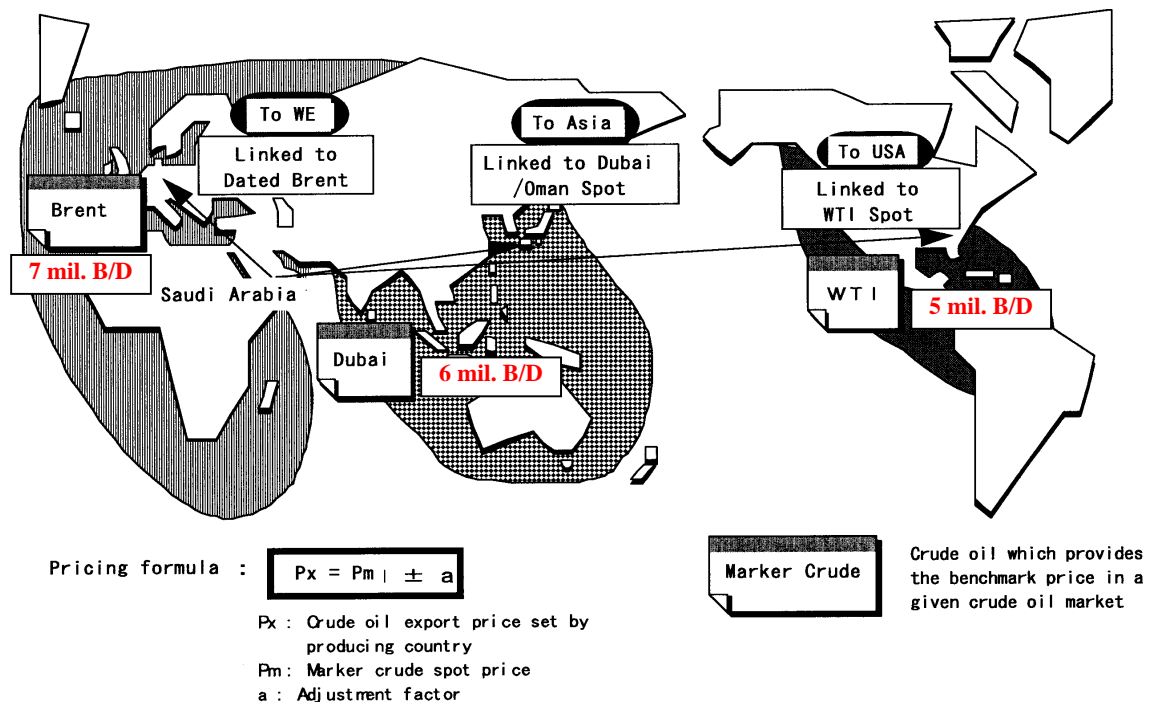 To WE
Linked to
Dated Brent
To Asia
Linked to Dubai
/Oman Spot
To USA
Linked to
WTI Spot
Brent
7 mil. B/D
Saudi Arabia
Dubai
6 mil. B/D
WTI
5 mil. B/D
Pricing formula :
Px = Pm ± a
Px : Crude oil export price set by
producing country
Pm : Marker crude spot price
a : Adjustment factor
Marker Crude
Crude oil which provides
the benchmark price in a
given crude oil market